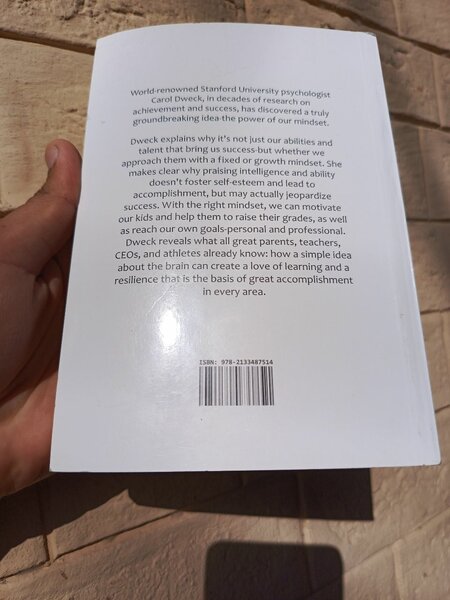 World-renowned Stanford University psychologist
Carol Dweck, in decades of research on
achievement and success, has discovered a truly
groundbreaking idea-the power of our mindset.
Dweck explains why it's not just our abilities and
talent that bring us success-but whether we
approach them with a fixed or growth mindset. She
makes clear why praising intelligence and ability
doesn't foster self-esteem and lead to
accomplishment, but may actually jeopardize
success. With the right mindset, we can motivate
our kids and help them to raise their grades, as well
as reach our own goals-personal and professional.
Dweck reveals what all great parents, teachers,
CEOs, and athletes already know: how a simple idea
about the brain can create a love of learning and a
resilience that is the basis of great accomplishment
in every area.
ISBN: 978-2133487514